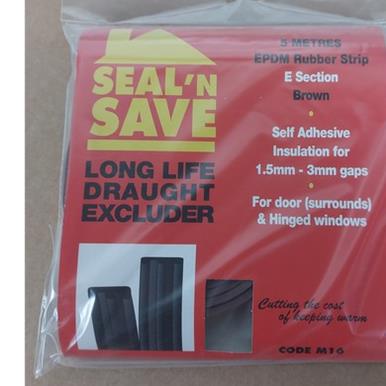 SEAL'N
SAVE
LONG LIFE
DRAUGHT
EXCLUDER
5 METRES
EPDM Rubber Strip
E Section
Brown
Self Adhesive
Insulation for
1.5mm - 3mm gaps
For door (surrounds)
& Hinged windows
Cutting the cost
of keeping warm
CODE M16